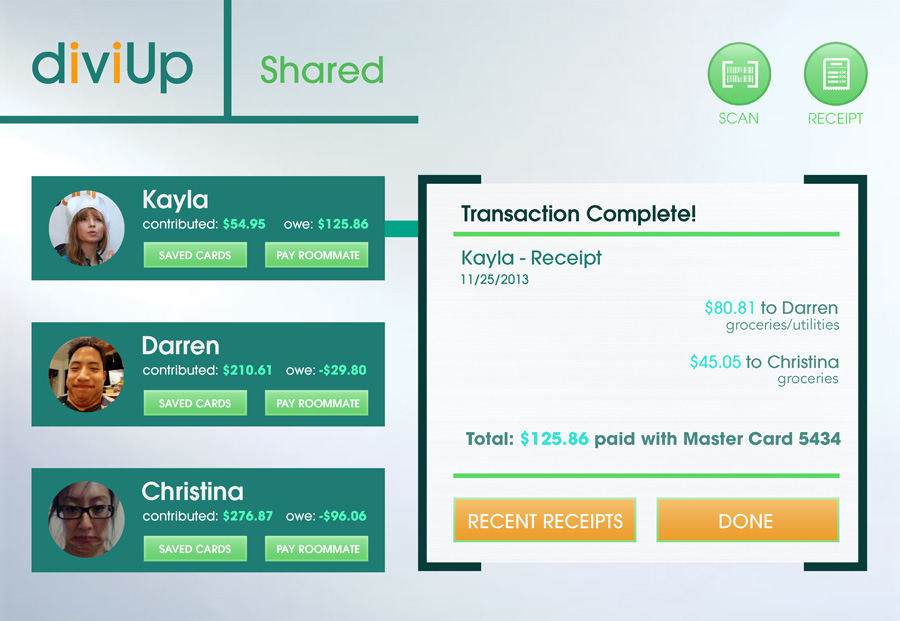 diviUp
Shared
SCAN
RECEIPT
Kayla
contributed: $54.95 owe: $125.86
SAVED CARDS
PAY ROOMMATE
Darren
contributed: $210.61 owe: -$29.80
SAVED CARDS
PAY ROOMMATE
Christina
contributed: $276.87 owe: -$96.06
SAVED CARDS
PAY ROOMMATE
Transaction Complete!
Kayla - Receipt
11/25/2013
$80.81 to Darren
groceries/utilities
$45.05 to Christina
groceries
Total: $125.86 paid with Master Card 5434
RECENT RECEIPTS
DONE